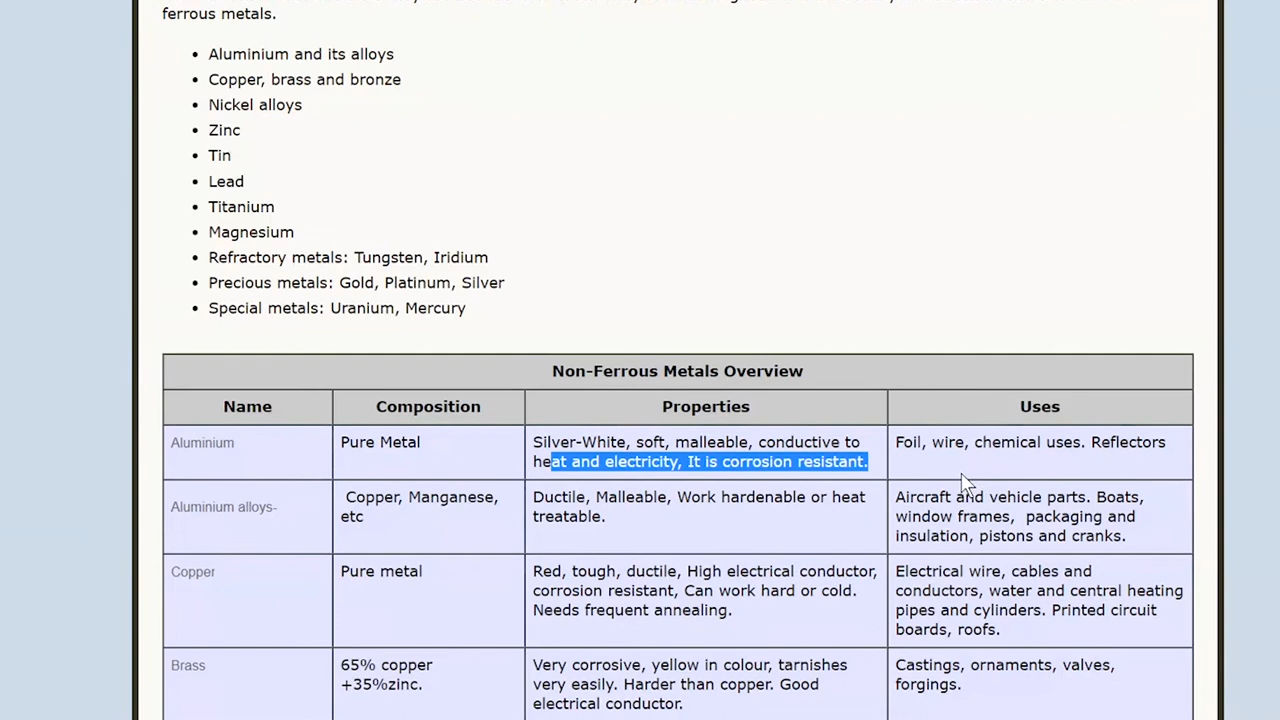 ferrous metals.
• Aluminium and its alloys
• Copper, brass and bronze
• Nickel alloys
• Zinc
• Tin
• Lead
• Titanium
• Magnesium
• Refractory metals: Tungsten, Iridium
• Precious metals: Gold, Platinum, Silver
• Special metals: Uranium, Mercury
Non-Ferrous Metals Overview
Name
Composition
Properties
Uses
Aluminium
Pure Metal
Silver-White, soft, malleable, conductive to
heat and electricity, It is corrosion resistant.
Foil, wire, chemical uses. Reflectors
Aluminium alloys-
Copper, Manganese,
etc
Ductile, Malleable, Work hardenable or heat
treatable.
Aircraft and vehicle parts. Boats,
window frames,  packaging and
insulation, pistons and cranks.
Copper
Pure metal
Red, tough, ductile, High electrical conductor,
corrosion resistant, Can work hard or cold.
Needs frequent annealing.
Electrical wire, cables and
conductors, water and central heating
pipes and cylinders. Printed circuit
boards, roofs.
Brass
65% copper
+35%zinc.
Very corrosive, yellow in colour, tarnishes
very easily. Harder than copper. Good
electrical conductor.
Castings, ornaments, valves,
forgings.